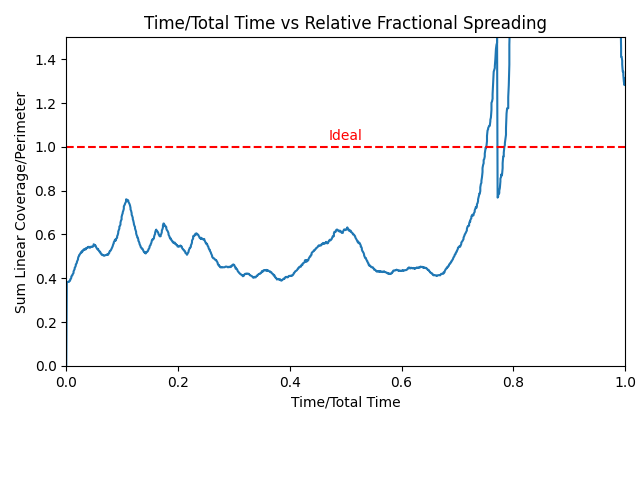 Time/Total Time vs Relative Fractional Spreading
Sum Linear Coverage/Perimeter
1.4
1.2
1.0
0.8
0.6
0.4
0.2
0.0
Ideal
0.0 0.2 0.4 0.6 0.8 1.0
Time/Total Time